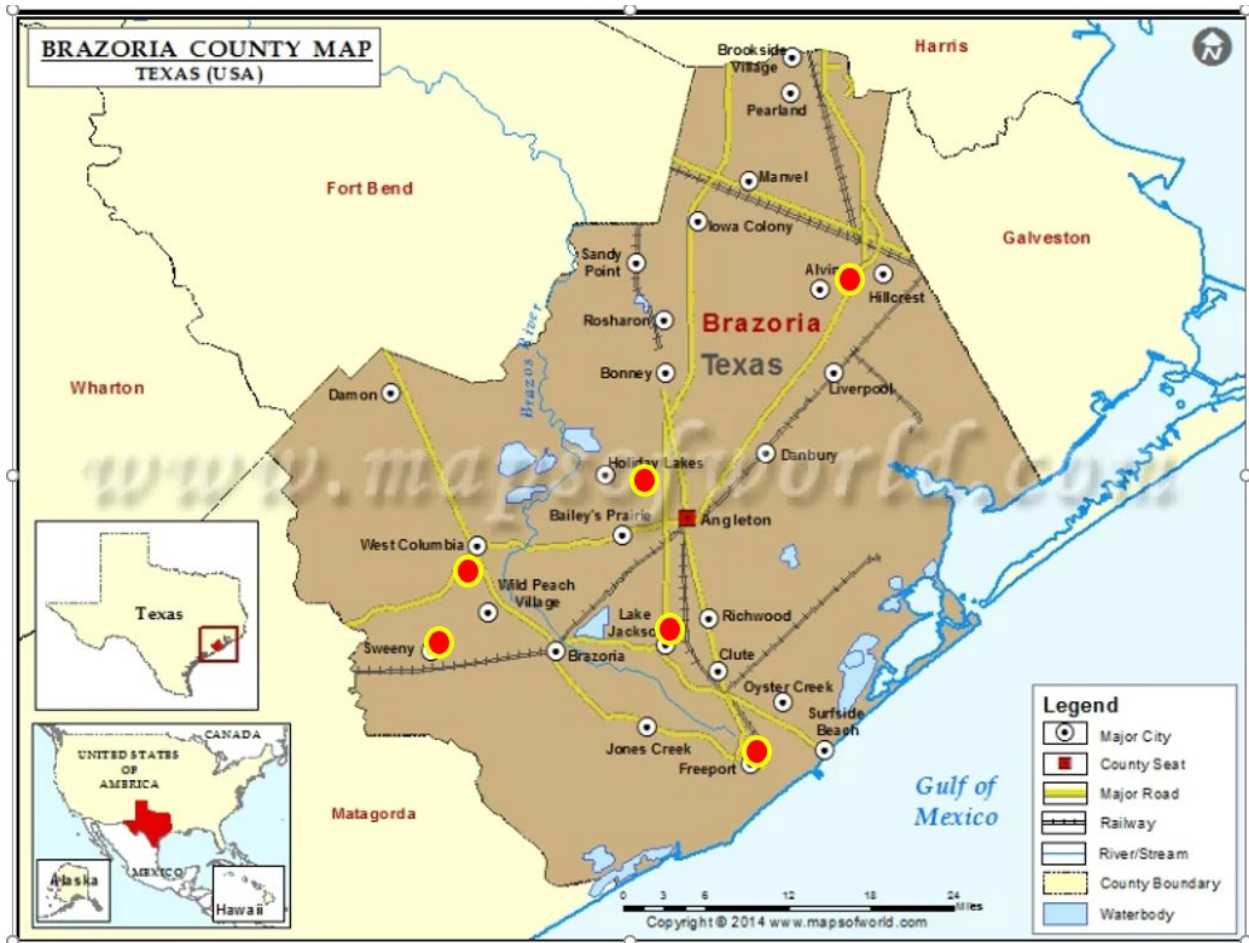 BRAZORIA COUNTY MAP
TEXAS (USA)
N
Harris
Brookside
Village
Pearland
Fort Bend
Manvel
Iowa Colony
Galveston
Sandy
Point
Alvin
Hillcrest
Rosharon
Brazoria
Texas
Brazos River
Wharton
Bonney
Damon
Liverpool
www.mapsofworld.com
Holiday Lakes
Danbury
Bailey's Prairie
Angleton
West Columbia
Wild Peach
Village
Texas
Lake
Jackson
Richwood
Sweeny
Brazoria
Clute
Oyster Creek
Surfside
Beach
Jones Creek
Freeport
CANADA
UNITED STATES
OF
AMERICA
MEXICO
Alaska
Hawaii
Matagorda
Gulf of
Mexico
Legend
Major City
County Seat
Major Road
Railway
River/Stream
County Boundary
Waterbody
0 3 6 12 18 24
Miles
Copyright © 2014 www.mapsofworld.com